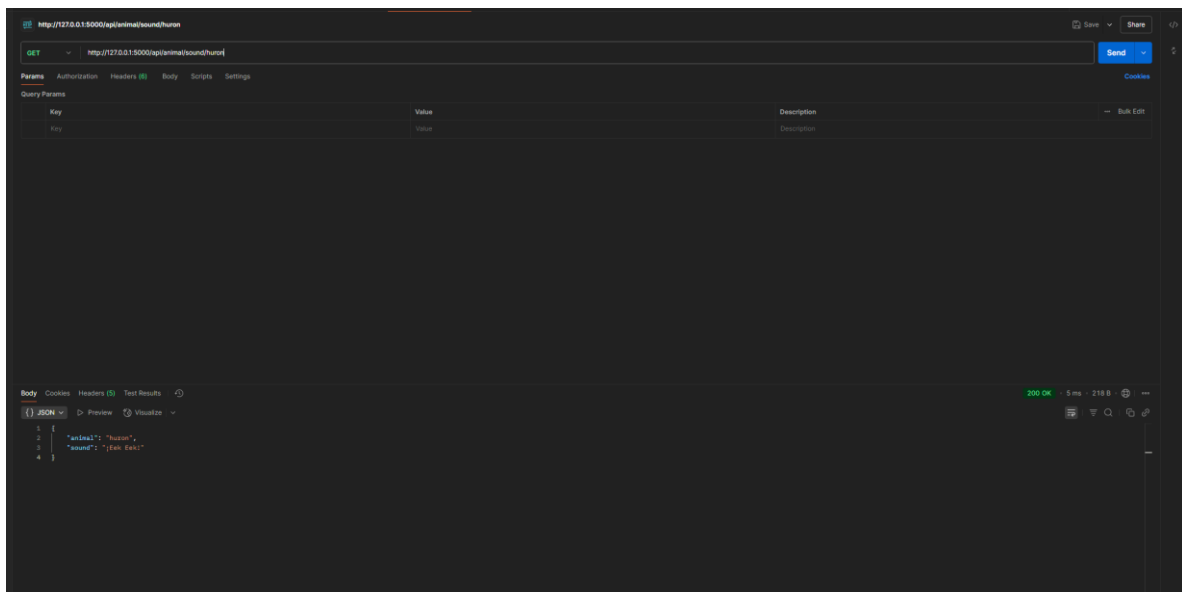 http://127.0.0.1:5000/api/animal/sound/huron
Save
Share
GET
http://127.0.0.1:5000/api/animal/sound/huron
Send
Params Authorization Headers (6) Body Scripts Settings
Cookies
Query Params
Key Value Description ··· Bulk Edit
Key Value Description
Body Cookies Headers (5) Test Results
200 OK · 5 ms · 218 B · ···
{ } JSON Preview Visualize
1 {
2 "animal": "huron",
3 "sound": "¡Eek Eek!"
4 }